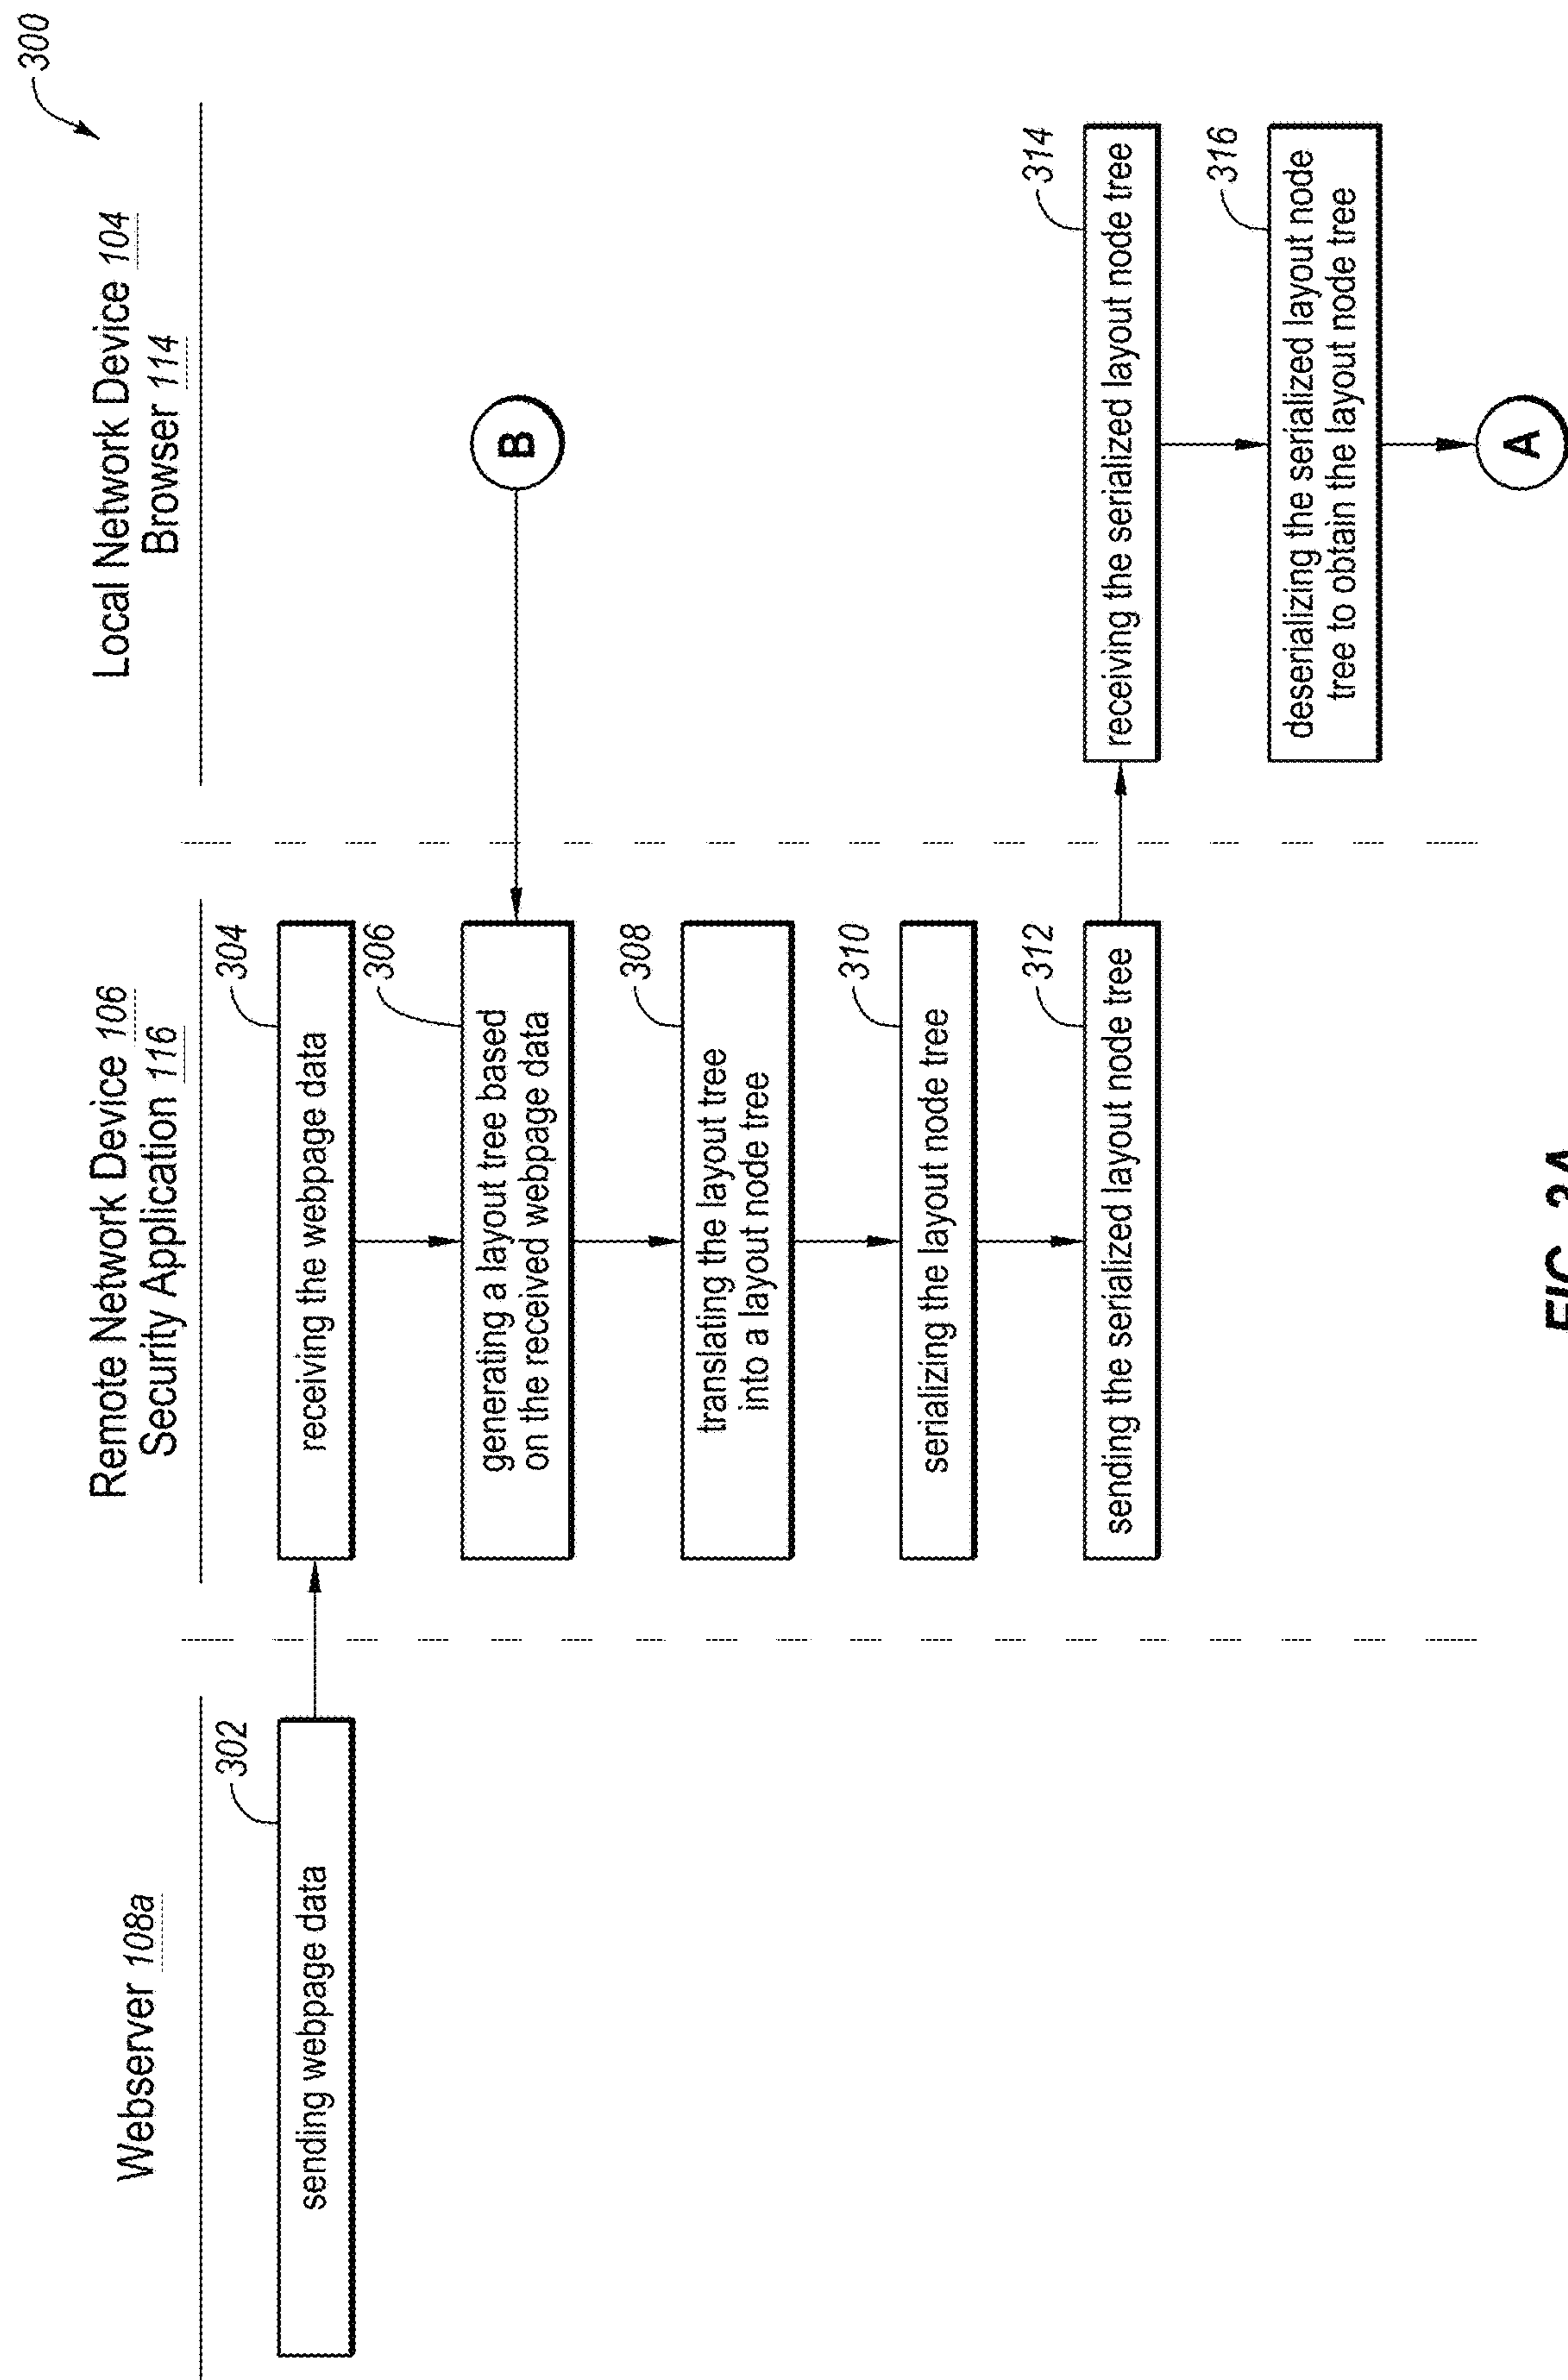 300
Webserver 108a
Remote Network Device 106
Security Application 116
Local Network Device 104
Browser 114
302
sending webpage data
304
receiving the webpage data
306
generating a layout tree based
on the received webpage data
B
308
translating the layout tree
into a layout node tree
310
serializing the layout node tree
312
sending the serialized layout node tree
314
receiving the serialized layout node tree
316
deserializing the serialized layout node
tree to obtain the layout node tree
A
FIG. 3A